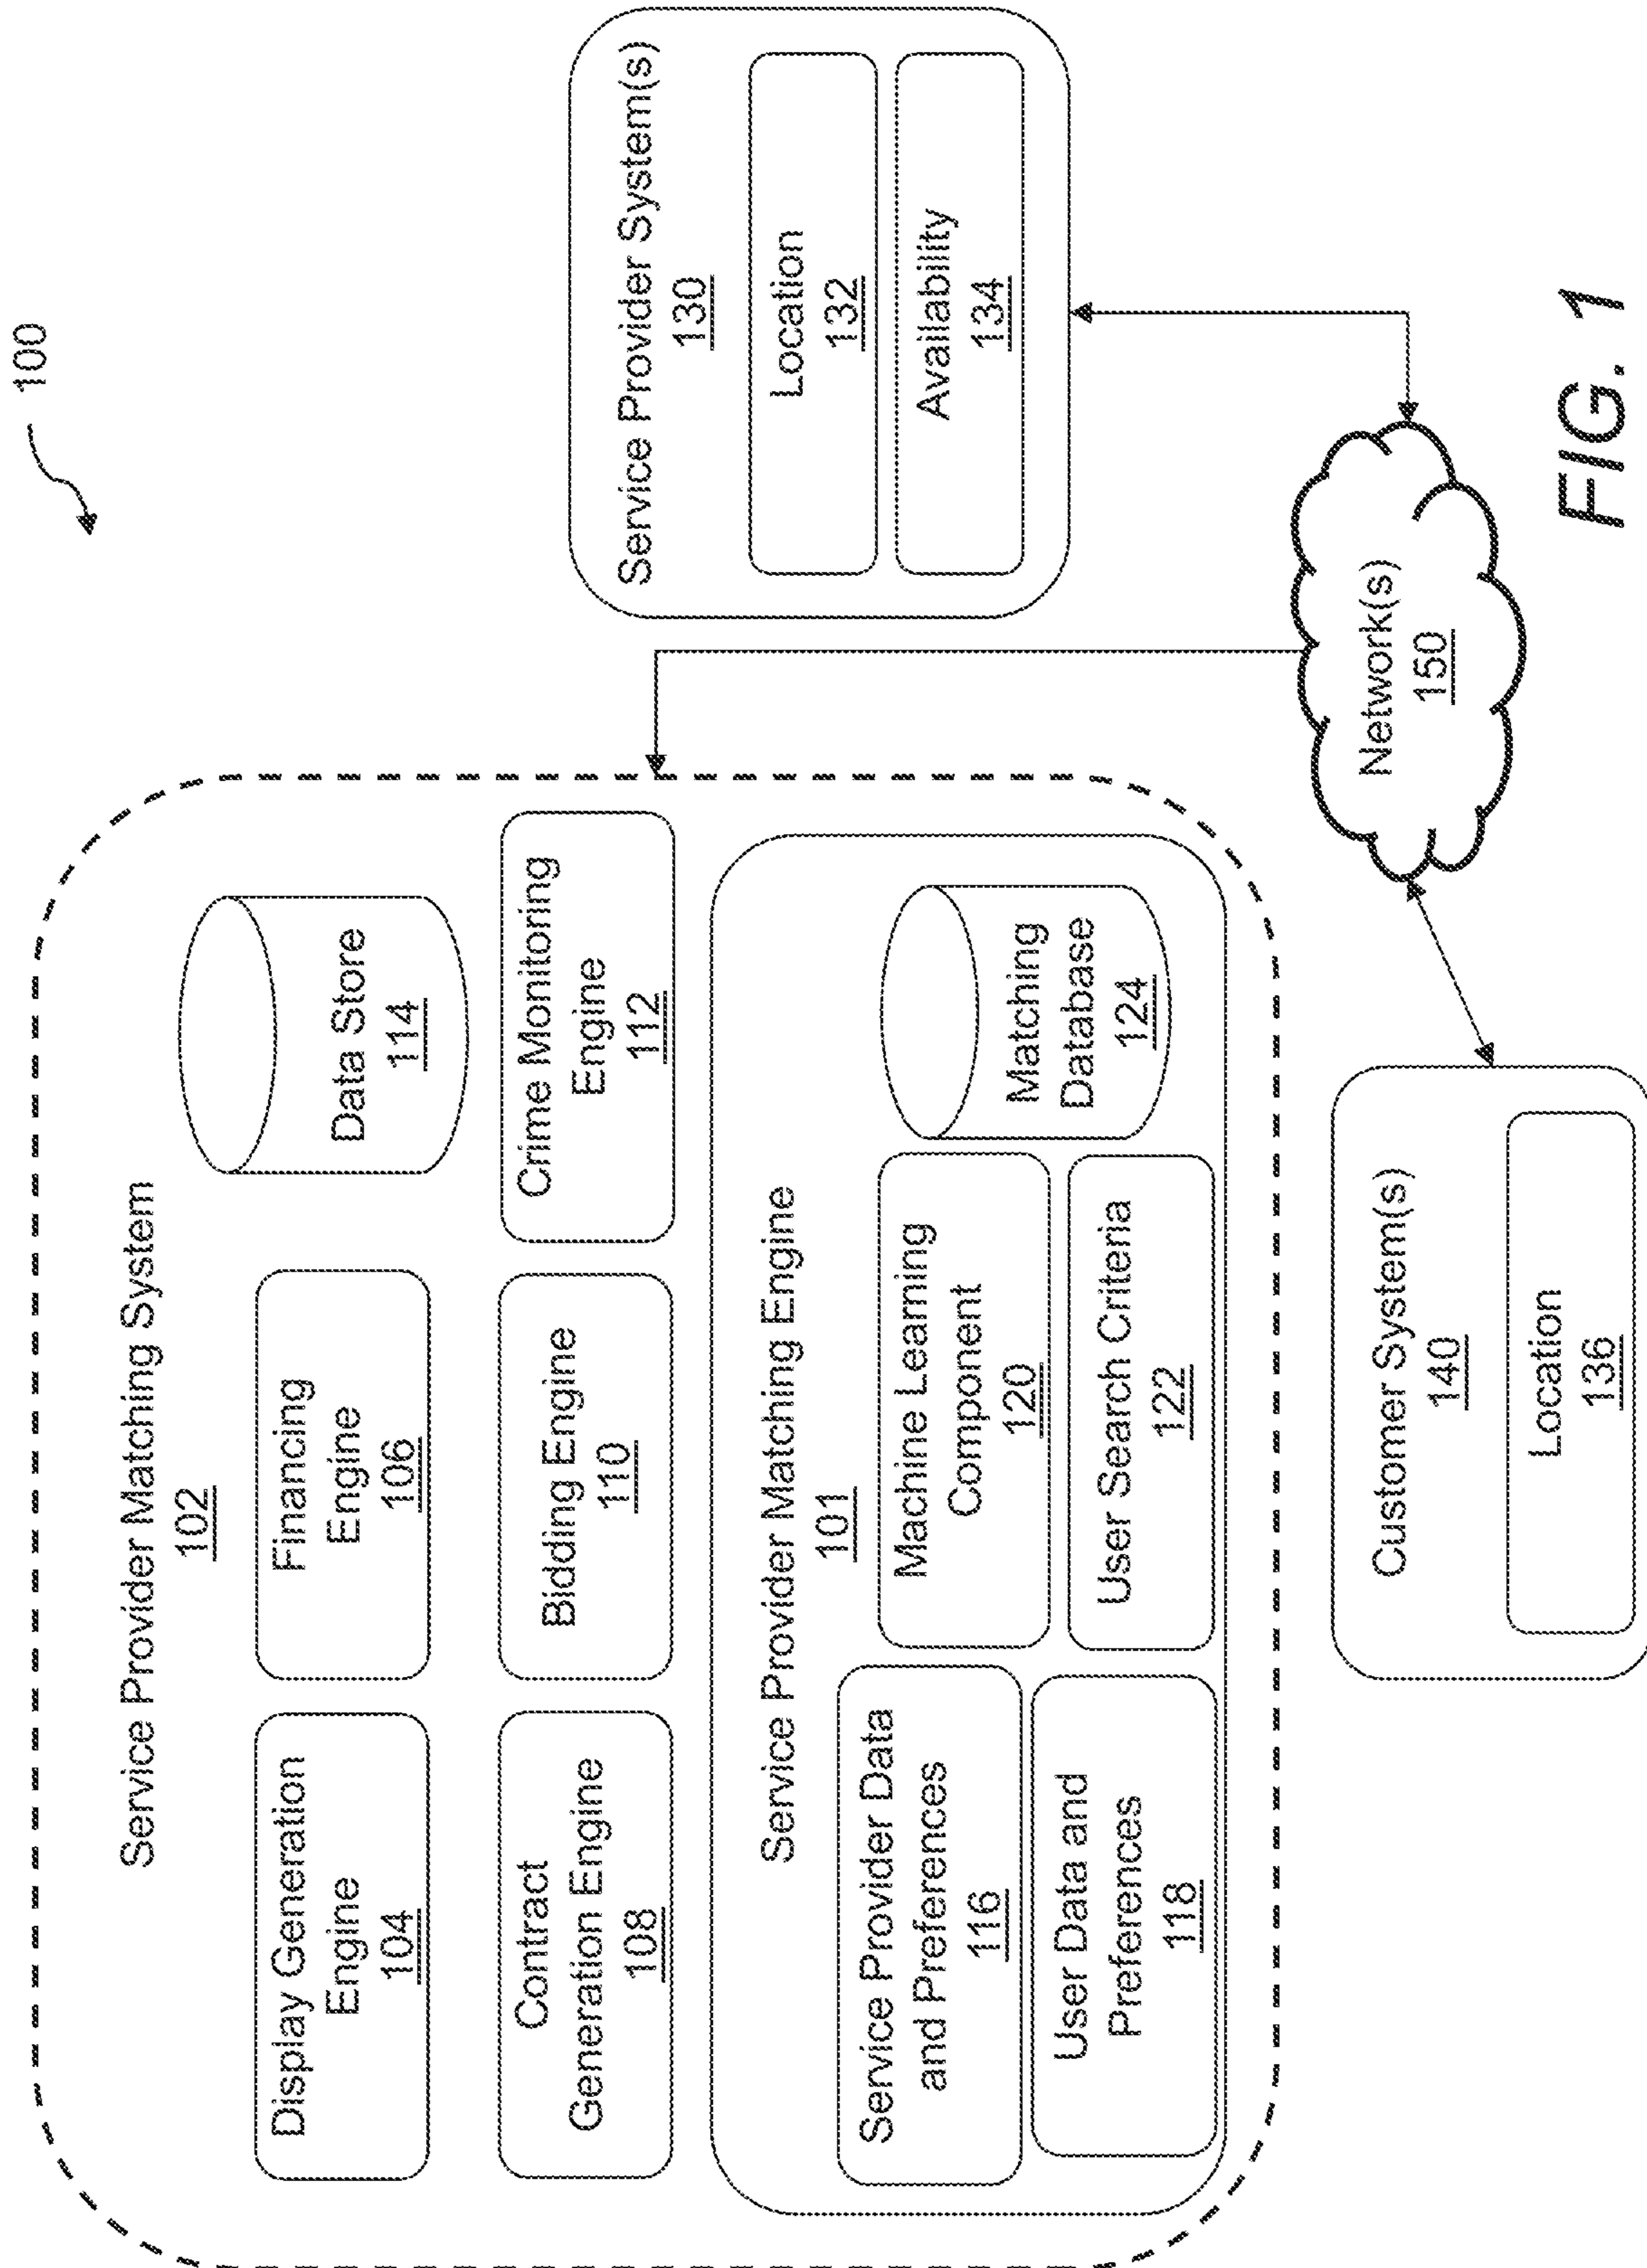 100
Service Provider Matching System
102
Display Generation
Engine
104
Financing
Engine
106
Data Store
114
Contract
Generation Engine
108
Bidding Engine
110
Crime Monitoring
Engine
112
Service Provider Matching Engine
101
Service Provider Data
and Preferences
116
Machine Learning
Component
120
Matching
Database
124
User Data and
Preferences
118
User Search Criteria
122
Service Provider System(s)
130
Location
132
Availability
134
Customer System(s)
140
Location
136
Network(s)
150
FIG. 1